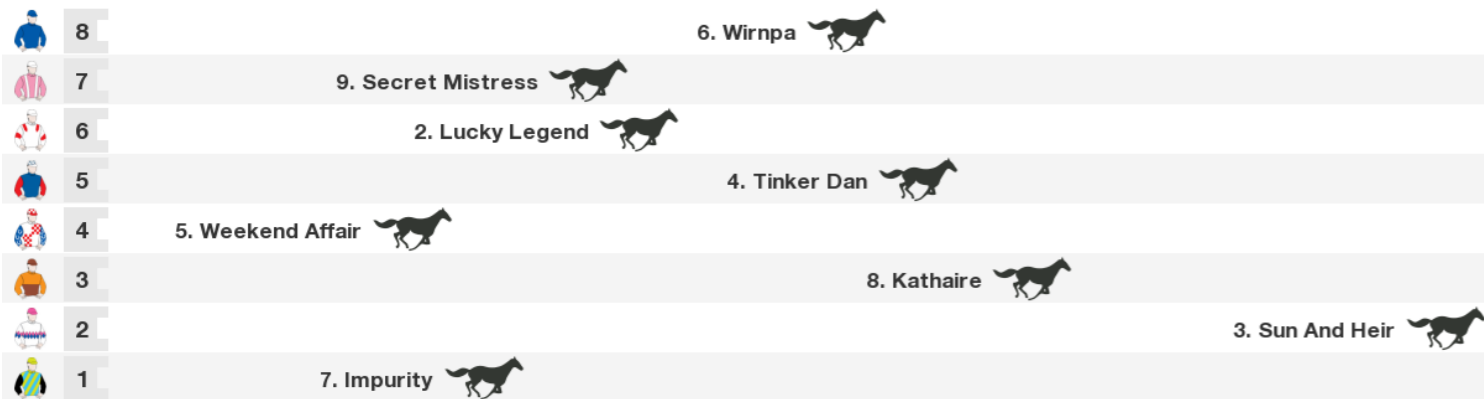 8 6. Wirnpa
7 9. Secret Mistress
6 2. Lucky Legend
5 4. Tinker Dan
4 5. Weekend Affair
3 8. Kathaire
2 3. Sun And Heir
1 7. Impurity